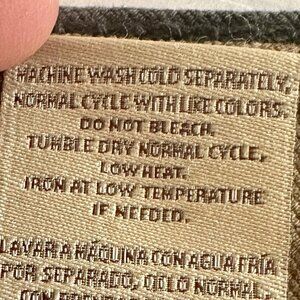 MACHINE WASH COLD SEPARATELY,
NORMAL CYCLE WITH LIKE COLORS.
DO NOT BLEACH.
TUMBLE DRY NORMAL CYCLE,
LOW HEAT.
IRON AT LOW TEMPERATURE
IF NEEDED.
LAVAR A MÁQUINA CON AGUA FRÍA
POR SEPARADO, CICLO NORMAL,
CON